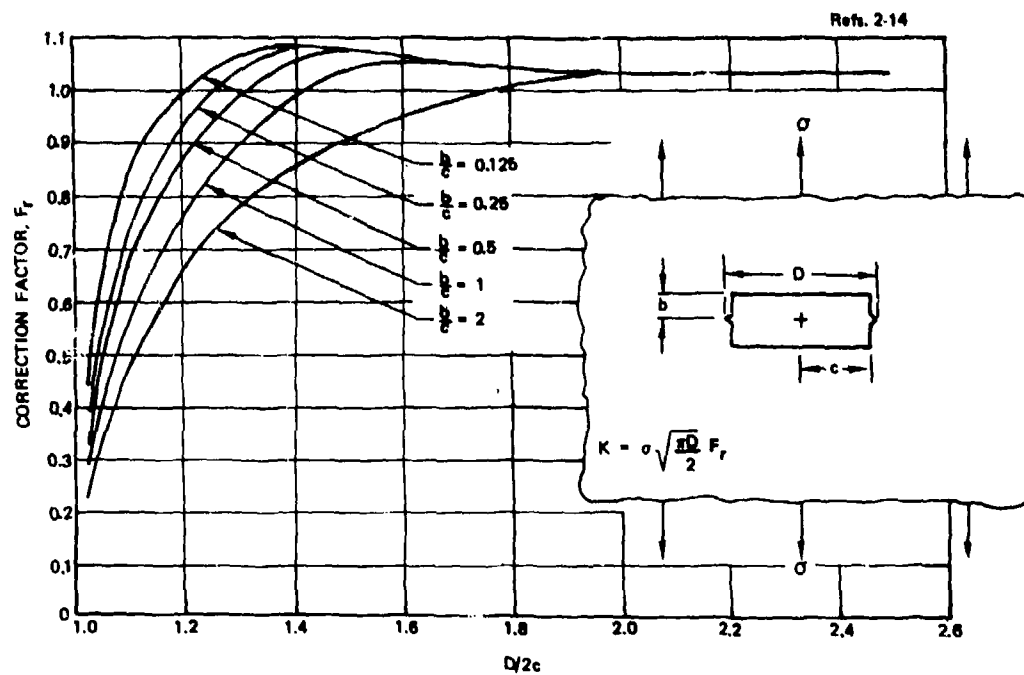 Refs. 2-14
CORRECTION FACTOR, Fr
1.1
1.0
0.9
0.8
0.7
0.6
0.5
0.4
0.3
0.2
0.1
0
b/c = 0.125
b/c = 0.25
b/c = 0.5
b/c = 1
b/c = 2
σ
D
b
c
K = σ √(πD/2) Fr
σ
1.0 1.2 1.4 1.6 1.8 2.0 2.2 2.4 2.6
D/2c